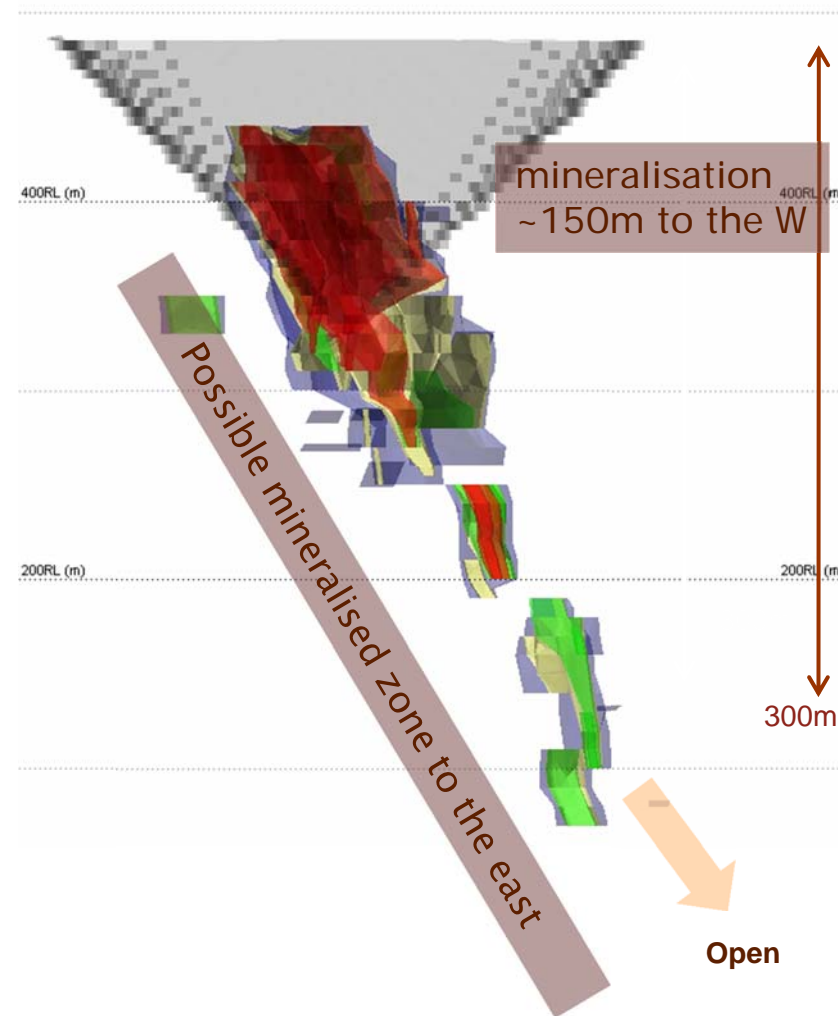 mineralisation
400RL (m)
400RL (m
~150m to the W
Possible mineralised zone to the east
200RL (m)
200RL (m
300m
Open